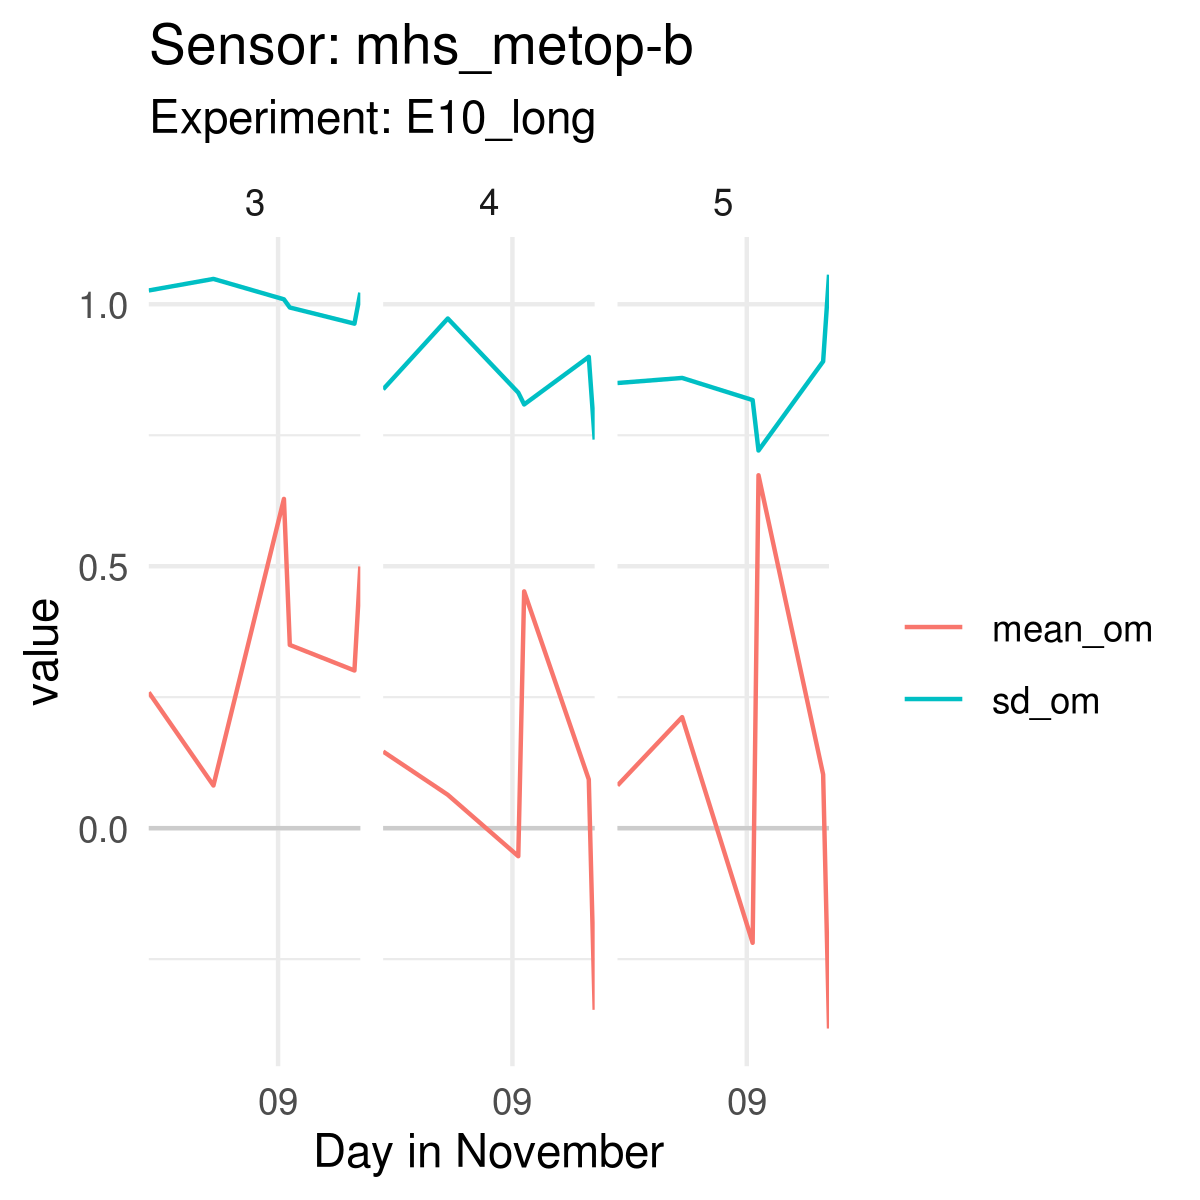 Sensor: mhs_metop-b
Experiment: E10_long
3 4 5
1.0
0.5
0.0
value
mean_om
sd_om
09 09 09
Day in November